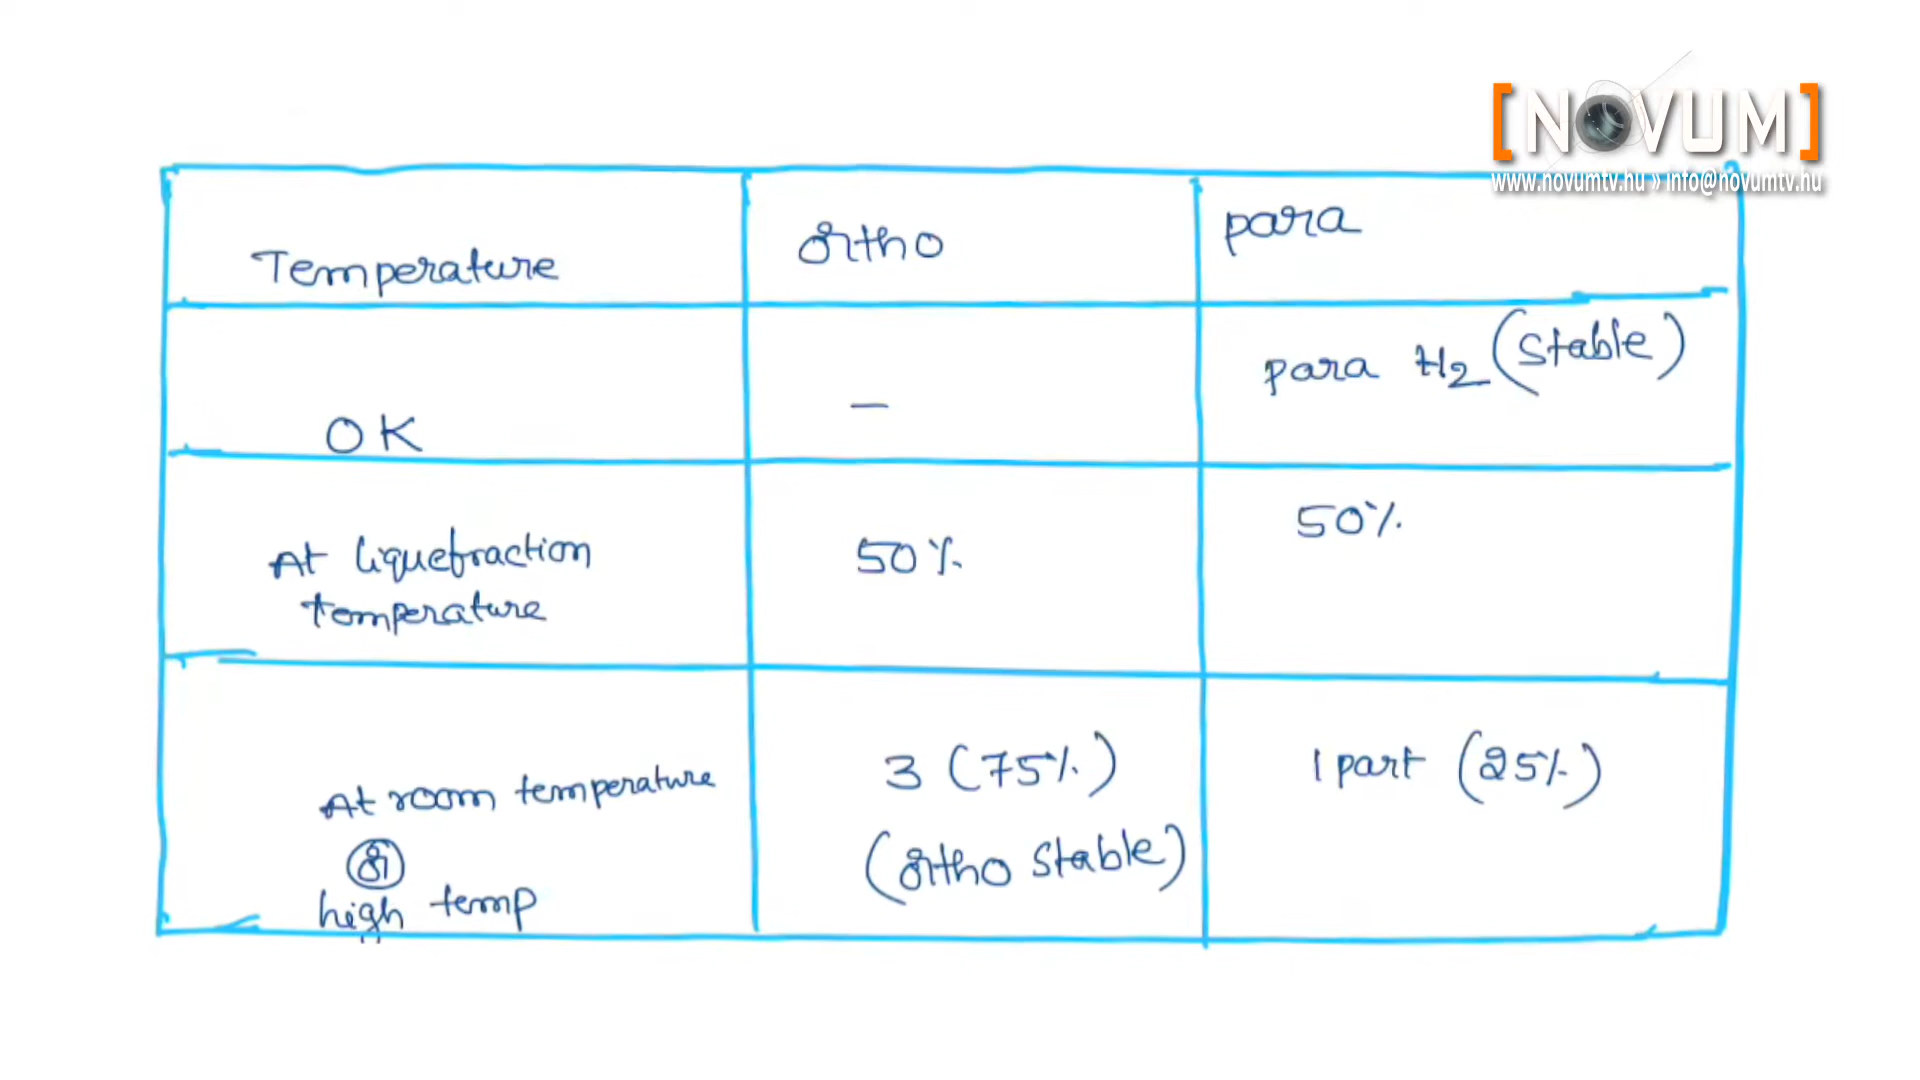 [NOVUM]
www.novumtv.hu » info@novumtv.hu
Temperature ortho para
0K — para H2 (Stable)
At liquefraction 50% 50%
temperature
At room temperature 3 (75%) 1 part (25%)
or (ortho stable)
high temp